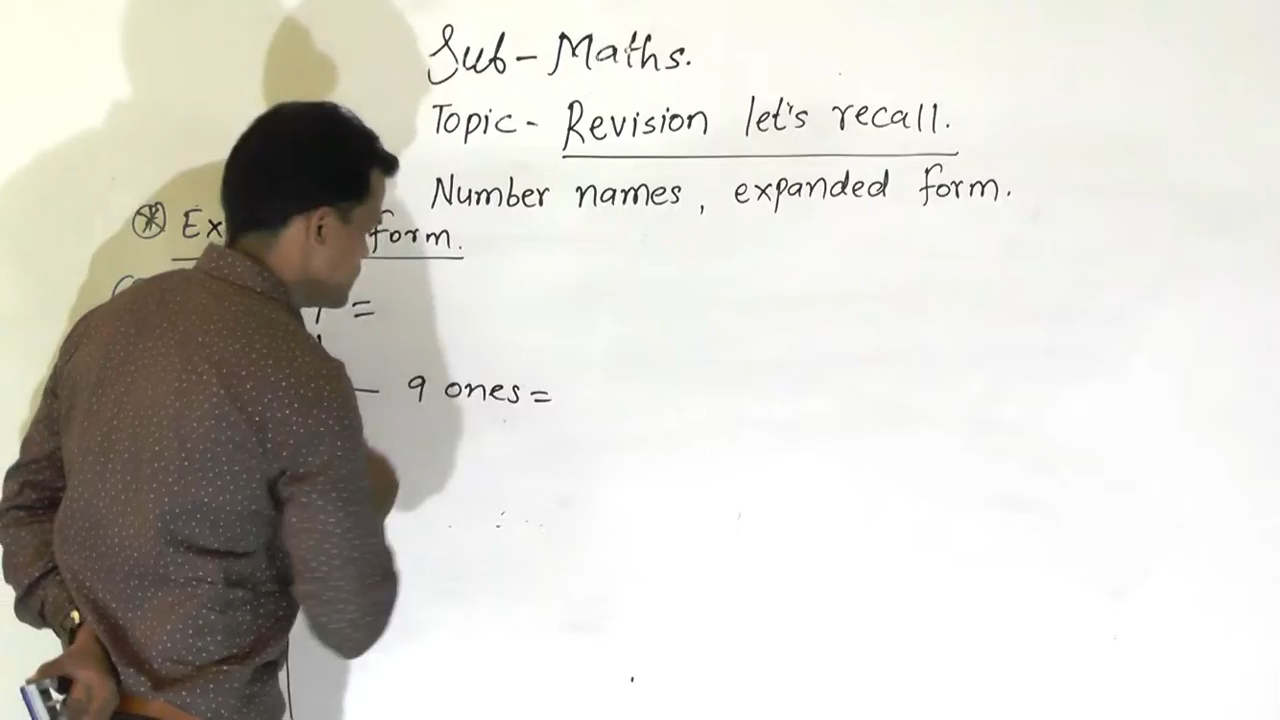 Sub- Maths.
Topic- Revision let's recall.
Number names, expanded form.
form.
=
— 9 ones=